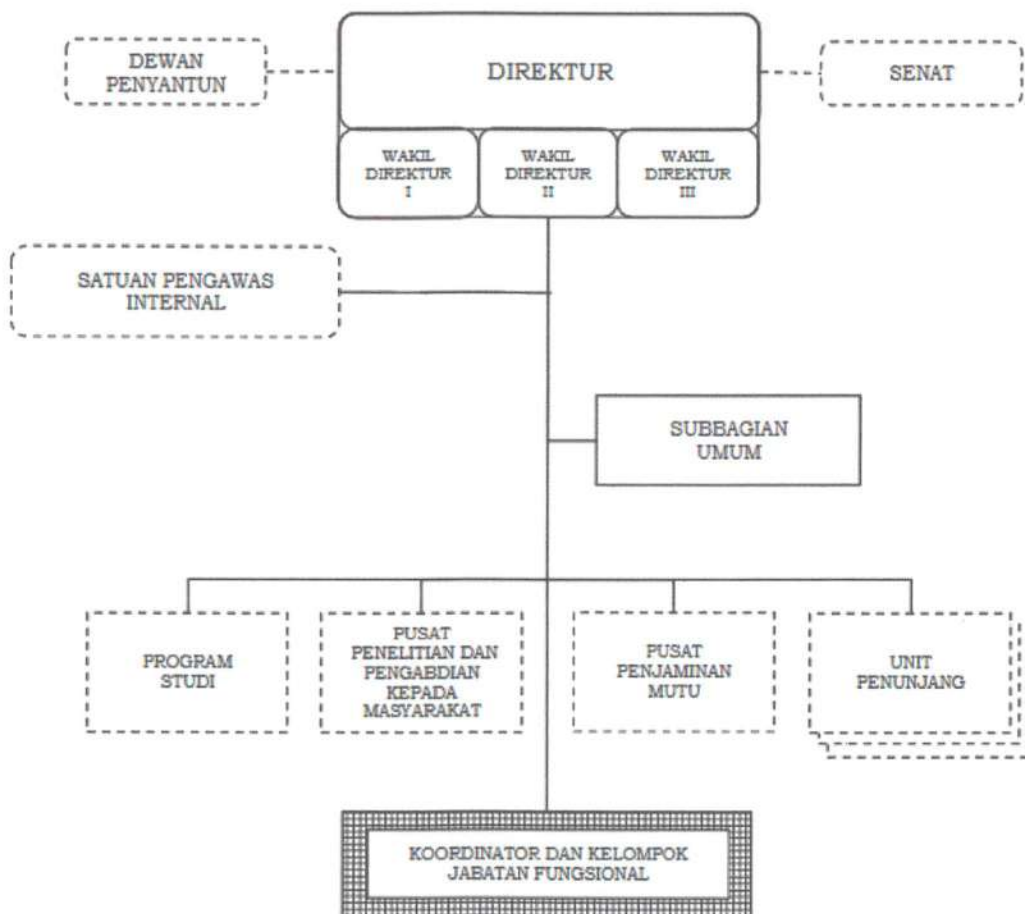 DEWAN
PENYANTUN
DIREKTUR
SENAT
WAKIL
DIREKTUR
I
WAKIL
DIREKTUR
II
WAKIL
DIREKTUR
III
SATUAN PENGAWAS
INTERNAL
SUBBAGIAN
UMUM
PROGRAM
STUDI
PUSAT
PENELITIAN DAN
PENGABDIAN
KEPADA
MASYARAKAT
PUSAT
PENJAMINAN
MUTU
UNIT
PENUNJANG
KOORDINATOR DAN KELOMPOK
JABATAN FUNGSIONAL